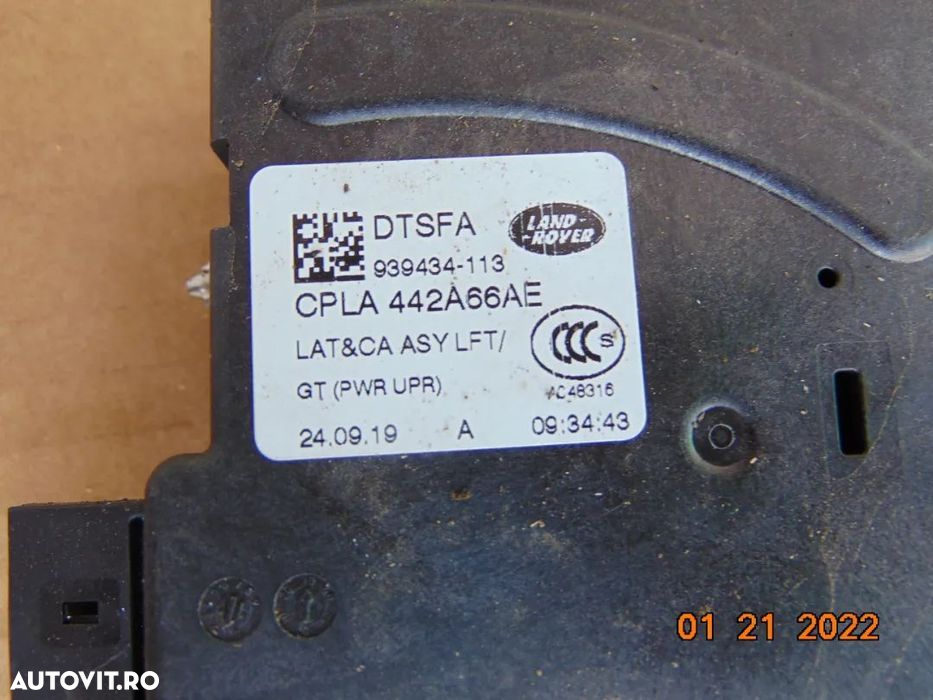 DTSFA
LAND-
-ROVER
939434-113
CPLA 442A66AE
LAT&CA ASY LFT/
GT (PWR UPR)
CCC S
A048316
24.09.19 A 09:34:43
01 21 2022
AUTOVIT.RO